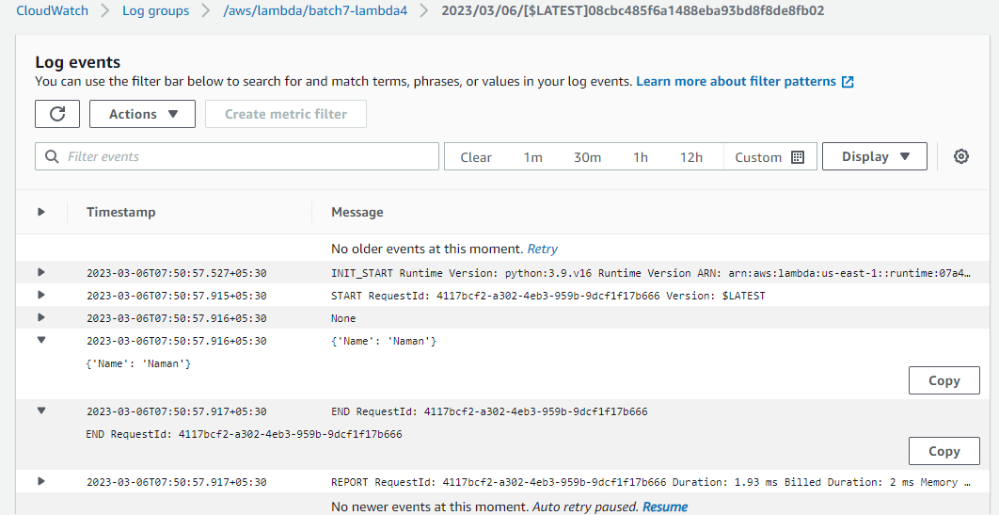 CloudWatch > Log groups > /aws/lambda/batch7-lambda4 > 2023/03/06/[$LATEST]08cbc485f6a1488eba93bd8f8de8fb02
Log events
You can use the filter bar below to search for and match terms, phrases, or values in your log events. Learn more about filter patterns
Actions Create metric filter
Filter events Clear 1m 30m 1h 12h Custom Display
Timestamp Message
No older events at this moment. Retry
2023-03-06T07:50:57.527+05:30 INIT_START Runtime Version: python:3.9.v16 Runtime Version ARN: arn:aws:lambda:us-east-1::runtime:07a4…
2023-03-06T07:50:57.915+05:30 START RequestId: 4117bcf2-a302-4eb3-959b-9dcf1f17b666 Version: $LATEST
2023-03-06T07:50:57.916+05:30 None
2023-03-06T07:50:57.916+05:30 {'Name': 'Naman'}
{'Name': 'Naman'}
Copy
2023-03-06T07:50:57.917+05:30 END RequestId: 4117bcf2-a302-4eb3-959b-9dcf1f17b666
END RequestId: 4117bcf2-a302-4eb3-959b-9dcf1f17b666
Copy
2023-03-06T07:50:57.917+05:30 REPORT RequestId: 4117bcf2-a302-4eb3-959b-9dcf1f17b666 Duration: 1.93 ms Billed Duration: 2 ms Memory …
No newer events at this moment. Auto retry paused. Resume